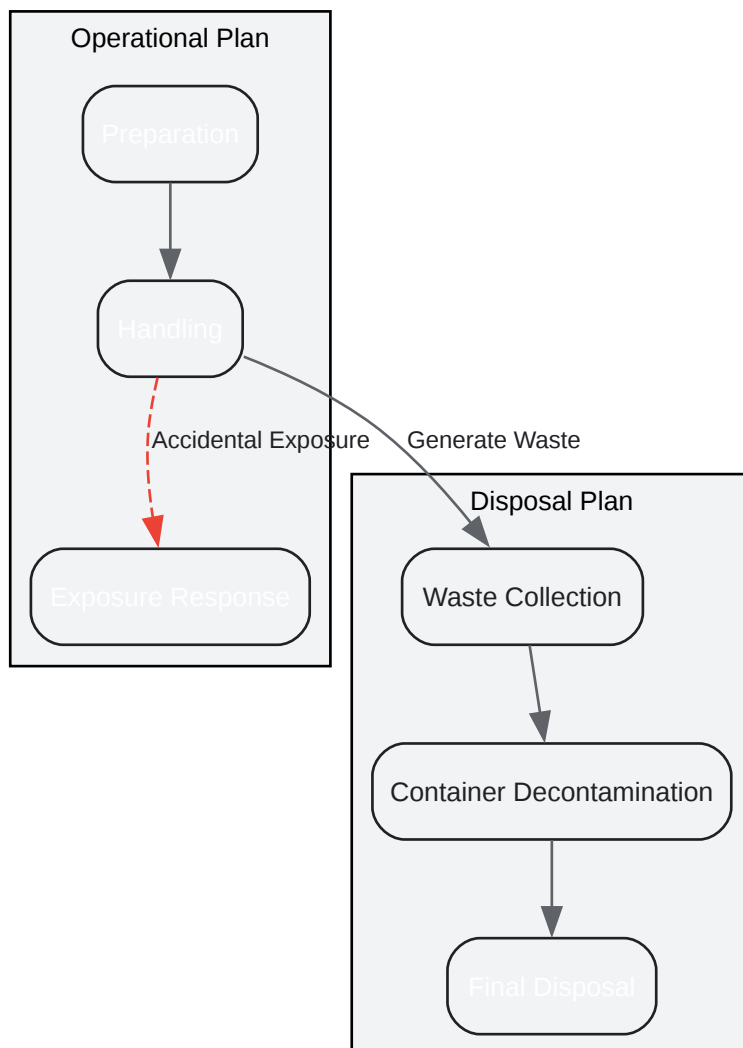 Operational Plan
Preparation
Handling
Accidental Exposure
Generate Waste
Disposal Plan
Exposure Response
Waste Collection
Container Decontamination
Final Disposal